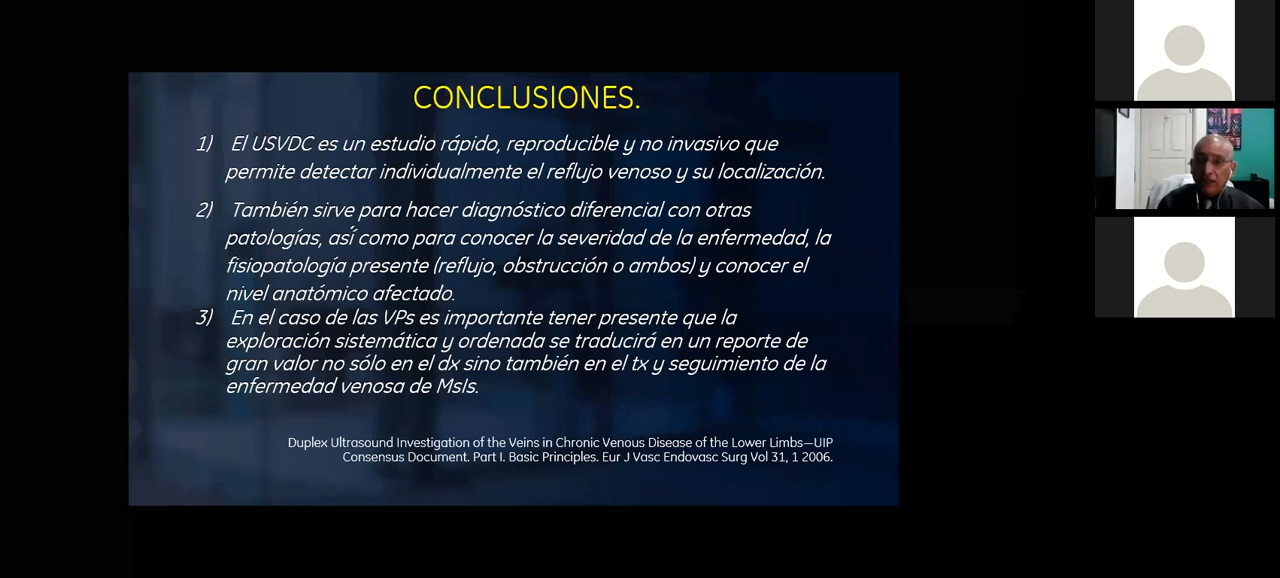 CONCLUSIONES.
1) El USVDC es un estudio rápido, reproducible y no invasivo que
permite detectar individualmente el reflujo venoso y su localización.
2) También sirve para hacer diagnóstico diferencial con otras
patologías, así como para conocer la severidad de la enfermedad, la
fisiopatología presente (reflujo, obstrucción o ambos) y conocer el
nivel anatómico afectado.
3) En el caso de las VPs es importante tener presente que la
exploración sistemática y ordenada se traducirá en un reporte de
gran valor no sólo en el dx sino también en el tx y seguimiento de la
enfermedad venosa de MsIs.
Duplex Ultrasound Investigation of the Veins in Chronic Venous Disease of the Lower Limbs—UIP
Consensus Document. Part I. Basic Principles. Eur J Vasc Endovasc Surg Vol 31, 1 2006.